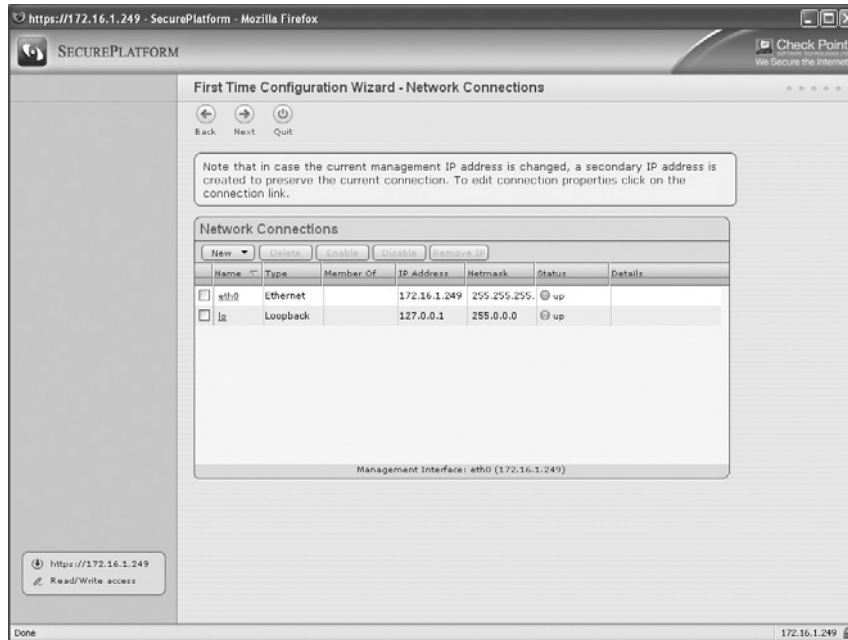 https://172.16.1.249 - SecurePlatform - Mozilla Firefox
SECUREPLATFORM
Check Point
SOFTWARE TECHNOLOGIES LTD.
We Secure the Internet
First Time Configuration Wizard - Network Connections
Back Next Quit
Note that in case the current management IP address is changed, a secondary IP address is
created to preserve the current connection. To edit connection properties click on the
connection link.
Network Connections
New Delete Enable Disable Remove IP
Name Type Member Of IP Address Netmask Status Details
eth0 Ethernet 172.16.1.249 255.255.255. up
lo Loopback 127.0.0.1 255.0.0.0 up
Management Interface: eth0 (172.16.1.249)
https://172.16.1.249
Read/Write access
Done 172.16.1.249